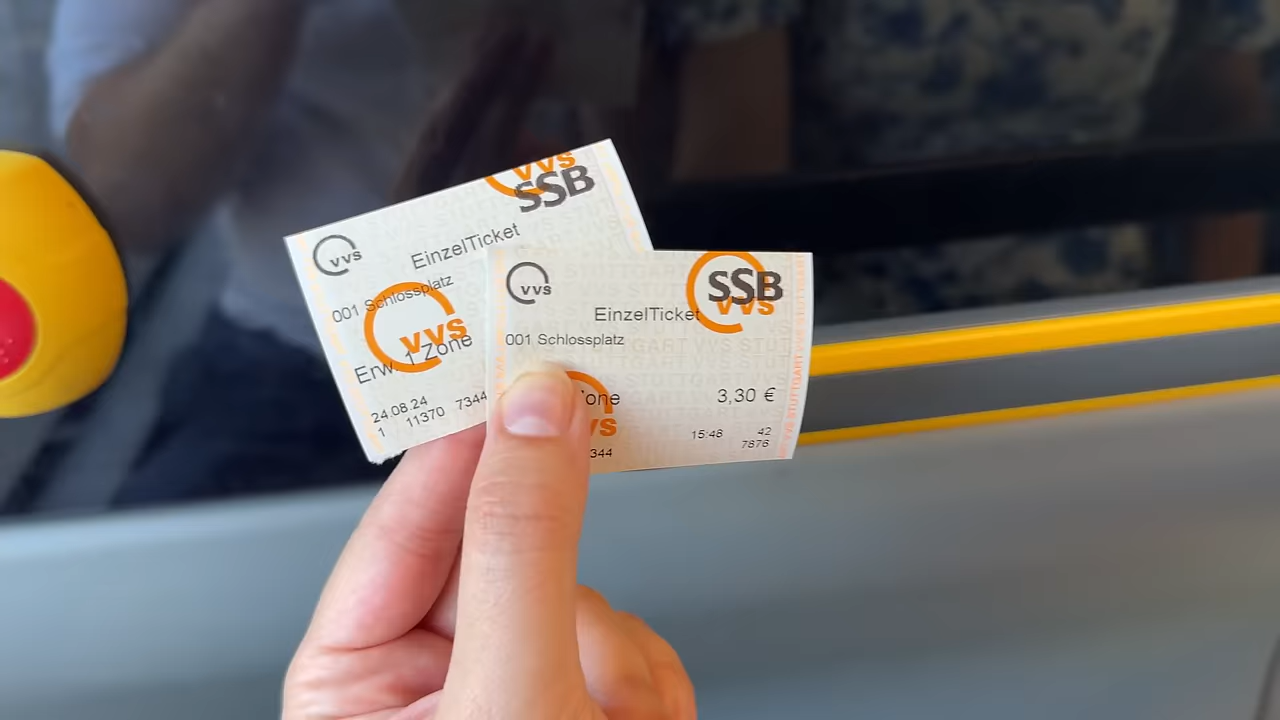 VVS
SSB
VVS
EinzelTicket
001 Schlossplatz
VVS
Erw. 1 Zone
24.08.24
1 11370 7344
SSB
VVS
VVS
EinzelTicket
001 Schlossplatz
3,30 €
15:48 42
344 7876